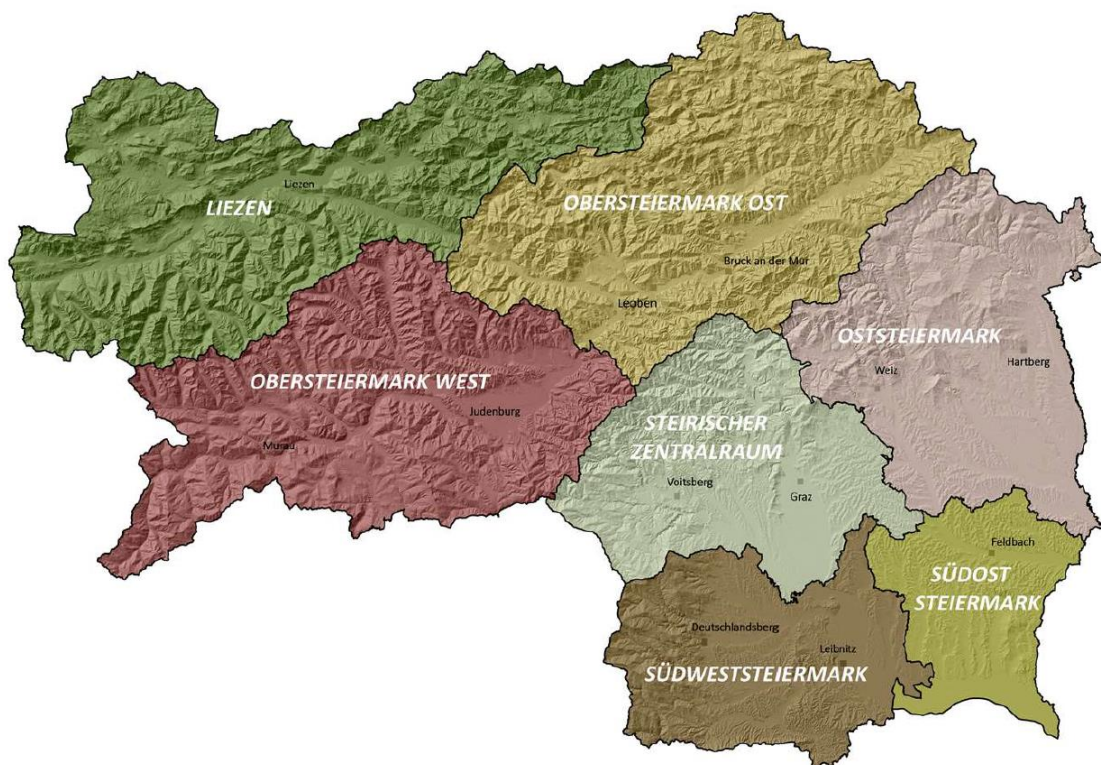 Liezen
LIEZEN
OBERSTEIERMARK OST
Bruck an der Mur
Leoben
OSTSTEIERMARK
Hartberg
Weiz
OBERSTEIERMARK WEST
Judenburg
Murau
STEIRISCHER
ZENTRALRAUM
Voitsberg
Graz
Feldbach
SÜDOST
STEIERMARK
Deutschlandsberg
Leibnitz
SÜDWESTSTEIERMARK